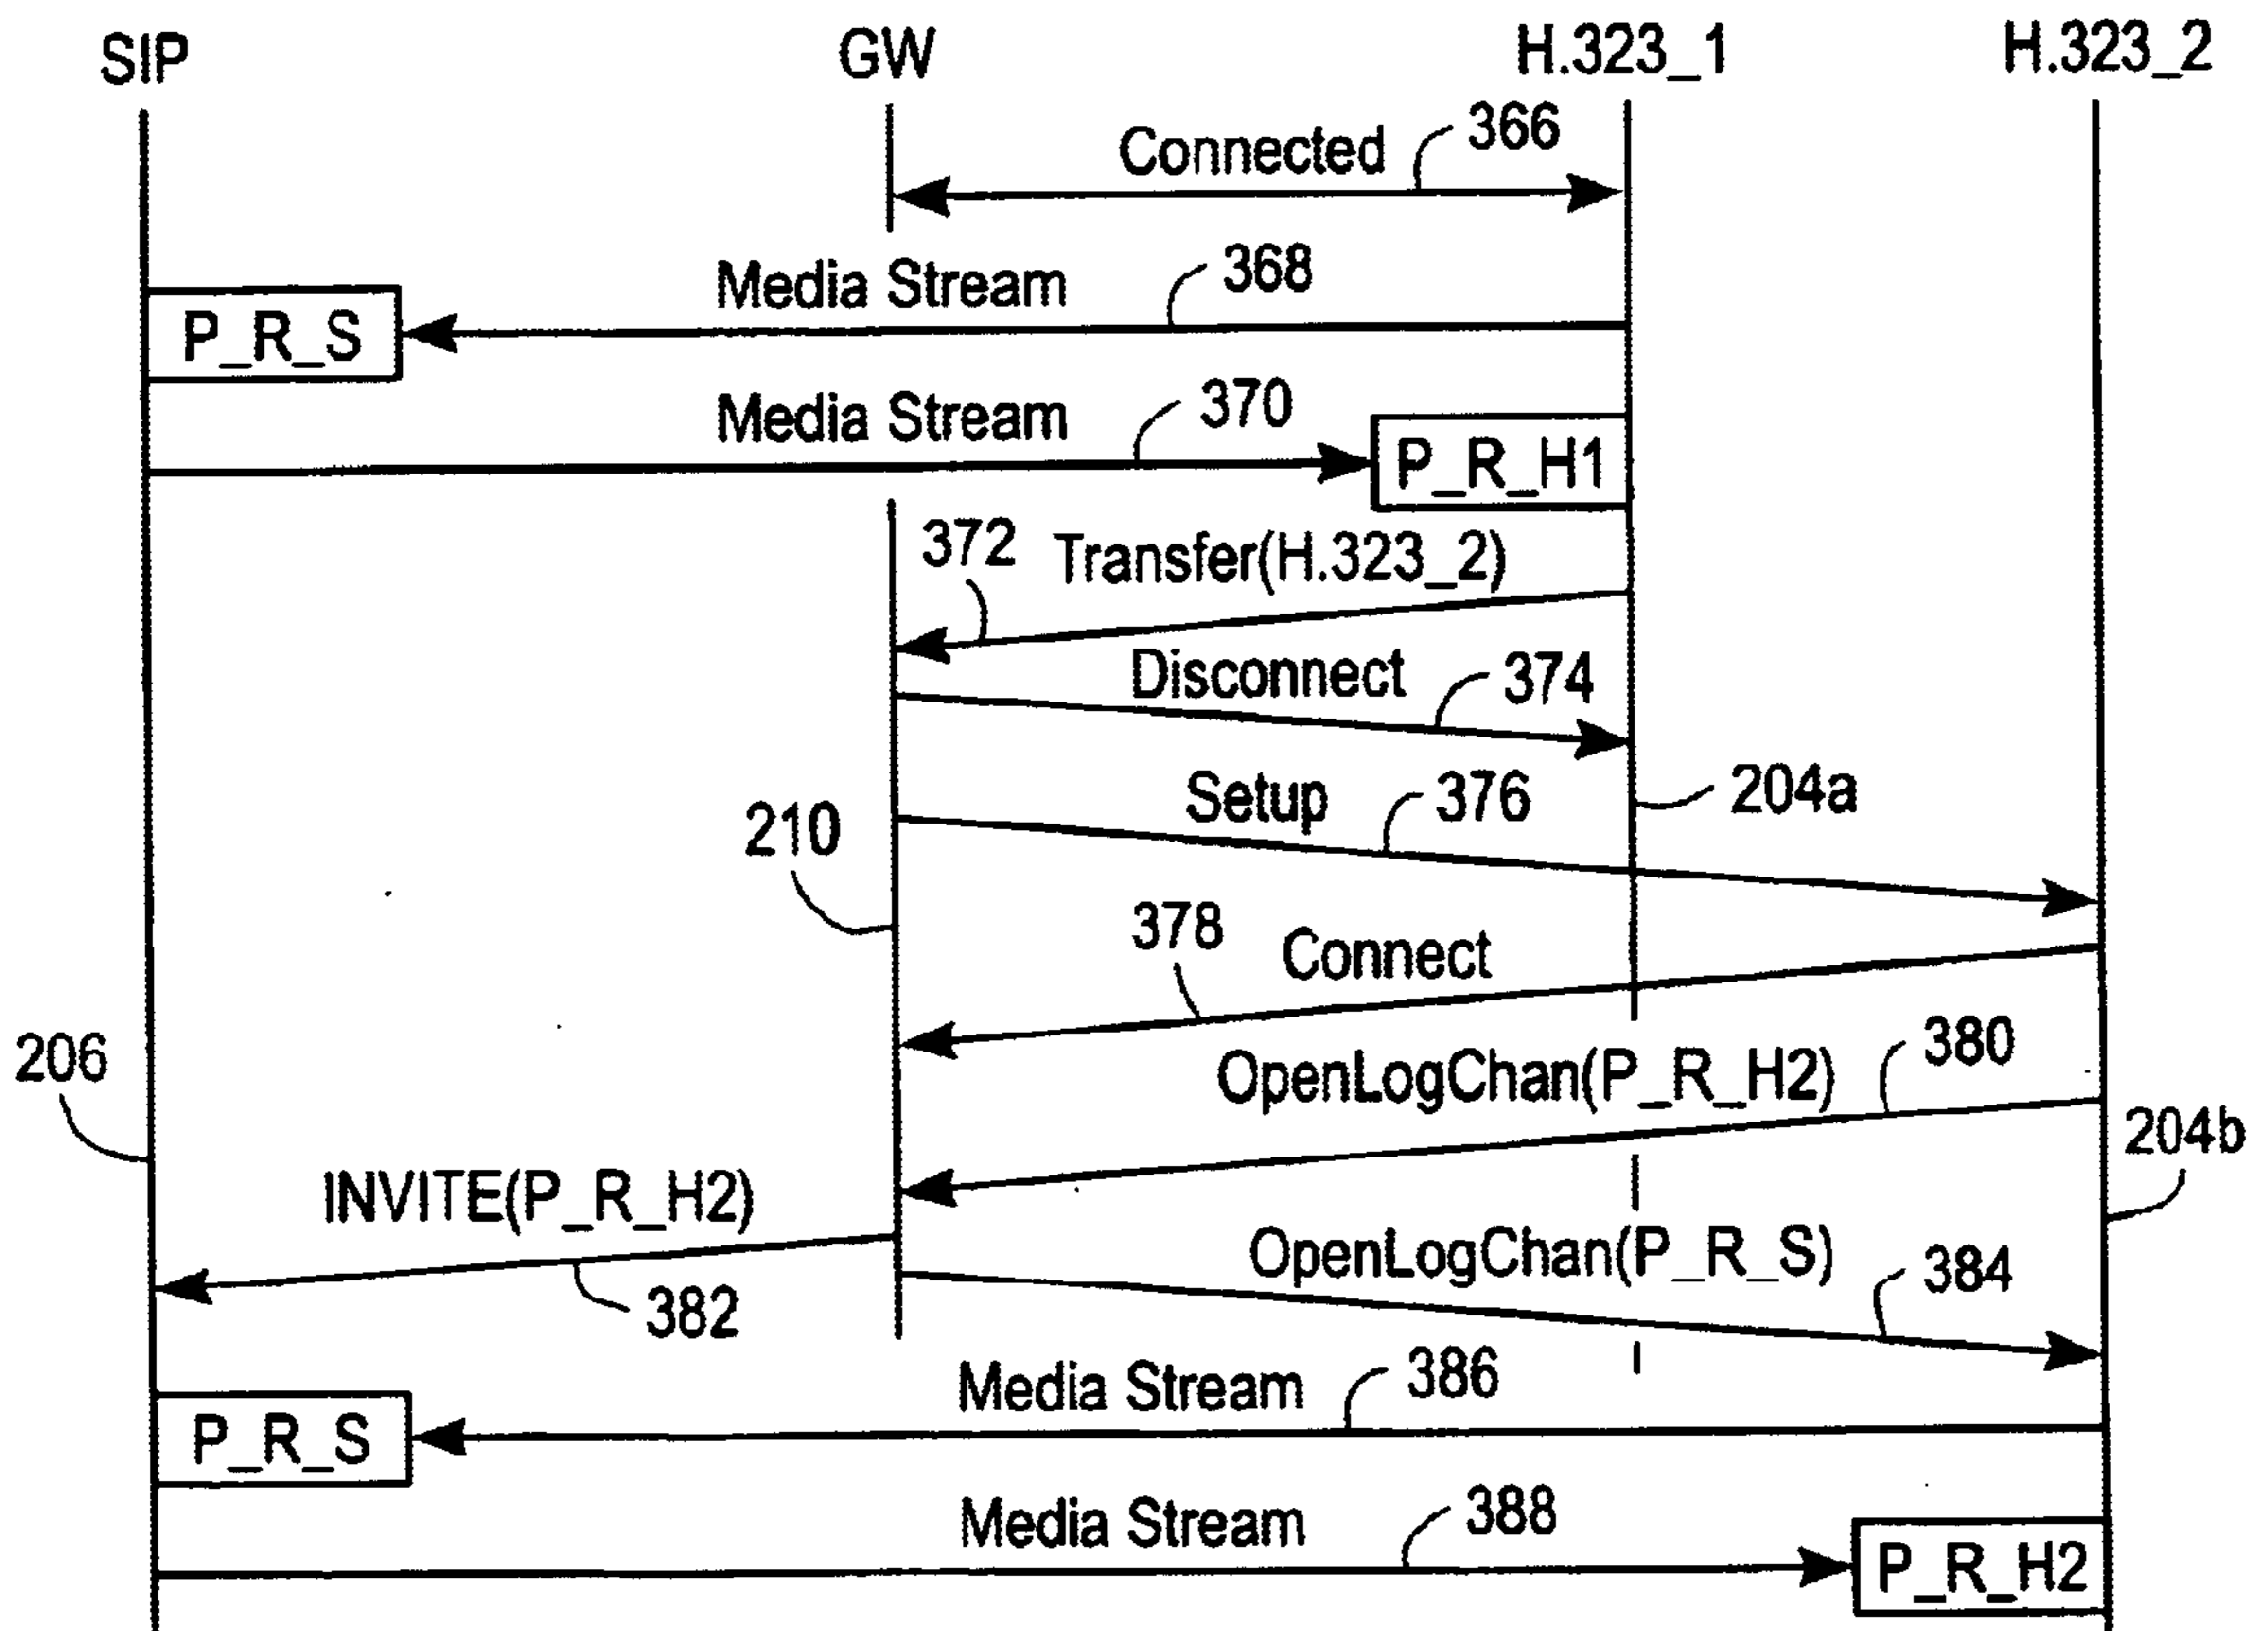 SIP GW H.323_1 H.323_2
Connected 366
Media Stream 368
P_R_S
Media Stream 370
P_R_H1
372 Transfer(H.323_2)
Disconnect 374
Setup 376 204a
210
378 Connect
206 OpenLogChan(P_R_H2) 380
204b
INVITE(P_R_H2)
OpenLogChan(P_R_S) 384
382
Media Stream 386
P_R_S
Media Stream 388
P_R_H2